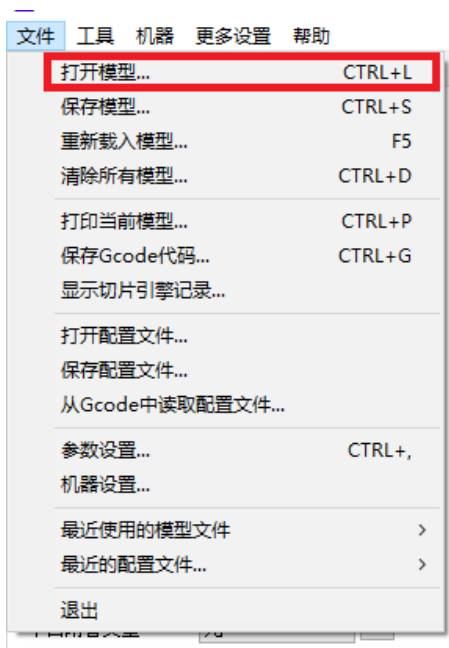 文件 工具 机器 更多设置 帮助
打开模型... CTRL+L
保存模型... CTRL+S
重新载入模型... F5
清除所有模型... CTRL+D
打印当前模型... CTRL+P
保存Gcode代码... CTRL+G
显示切片引擎记录...
打开配置文件...
保存配置文件...
从Gcode中读取配置文件...
参数设置... CTRL+,
机器设置...
最近使用的模型文件 >
最近的配置文件... >
退出